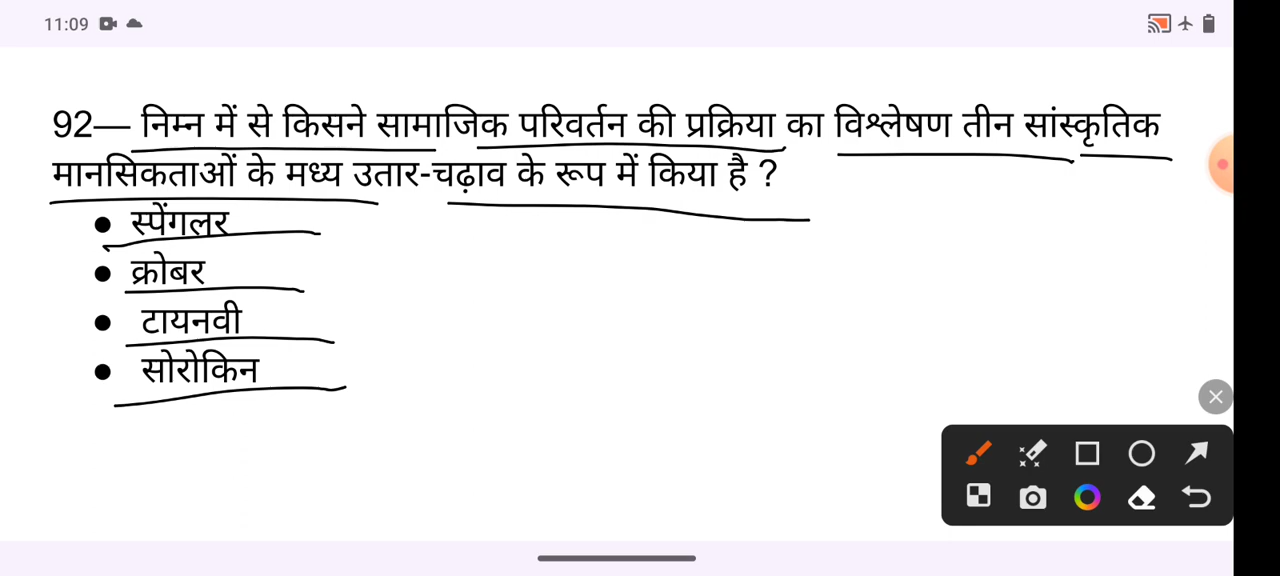 11:09
92— निम्न में से किसने सामाजिक परिवर्तन की प्रक्रिया का विश्लेषण तीन सांस्कृतिक
मानसिकताओं के मध्य उतार-चढ़ाव के रूप में किया है ?
● स्पेंगलर
● क्रोबर
● टायनवी
● सोरोकिन